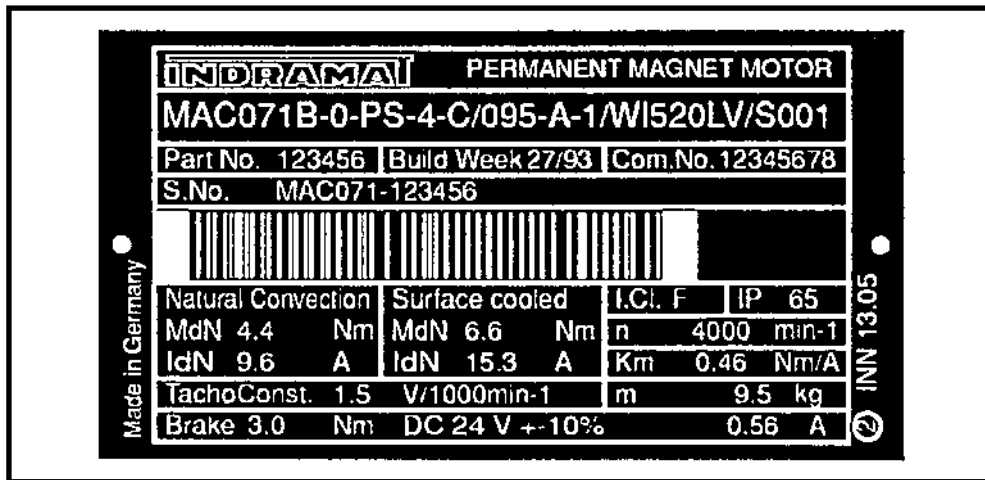 INDRAMAT PERMANENT MAGNET MOTOR
MAC071B-0-PS-4-C/095-A-1/WI520LV/S001
Part No. 123456 Build Week 27/93 Com.No. 12345678
S.No. MAC071-123456
Natural Convection Surface cooled I.Cl. F IP 65
MdN 4.4 Nm MdN 6.6 Nm n 4000 min-1
IdN 9.6 A IdN 15.3 A Km 0.46 Nm/A
TachoConst. 1.5 V/1000min-1 m 9.5 kg
Brake 3.0 Nm DC 24 V +-10% 0.56 A
Made in Germany
2 INN 13.05